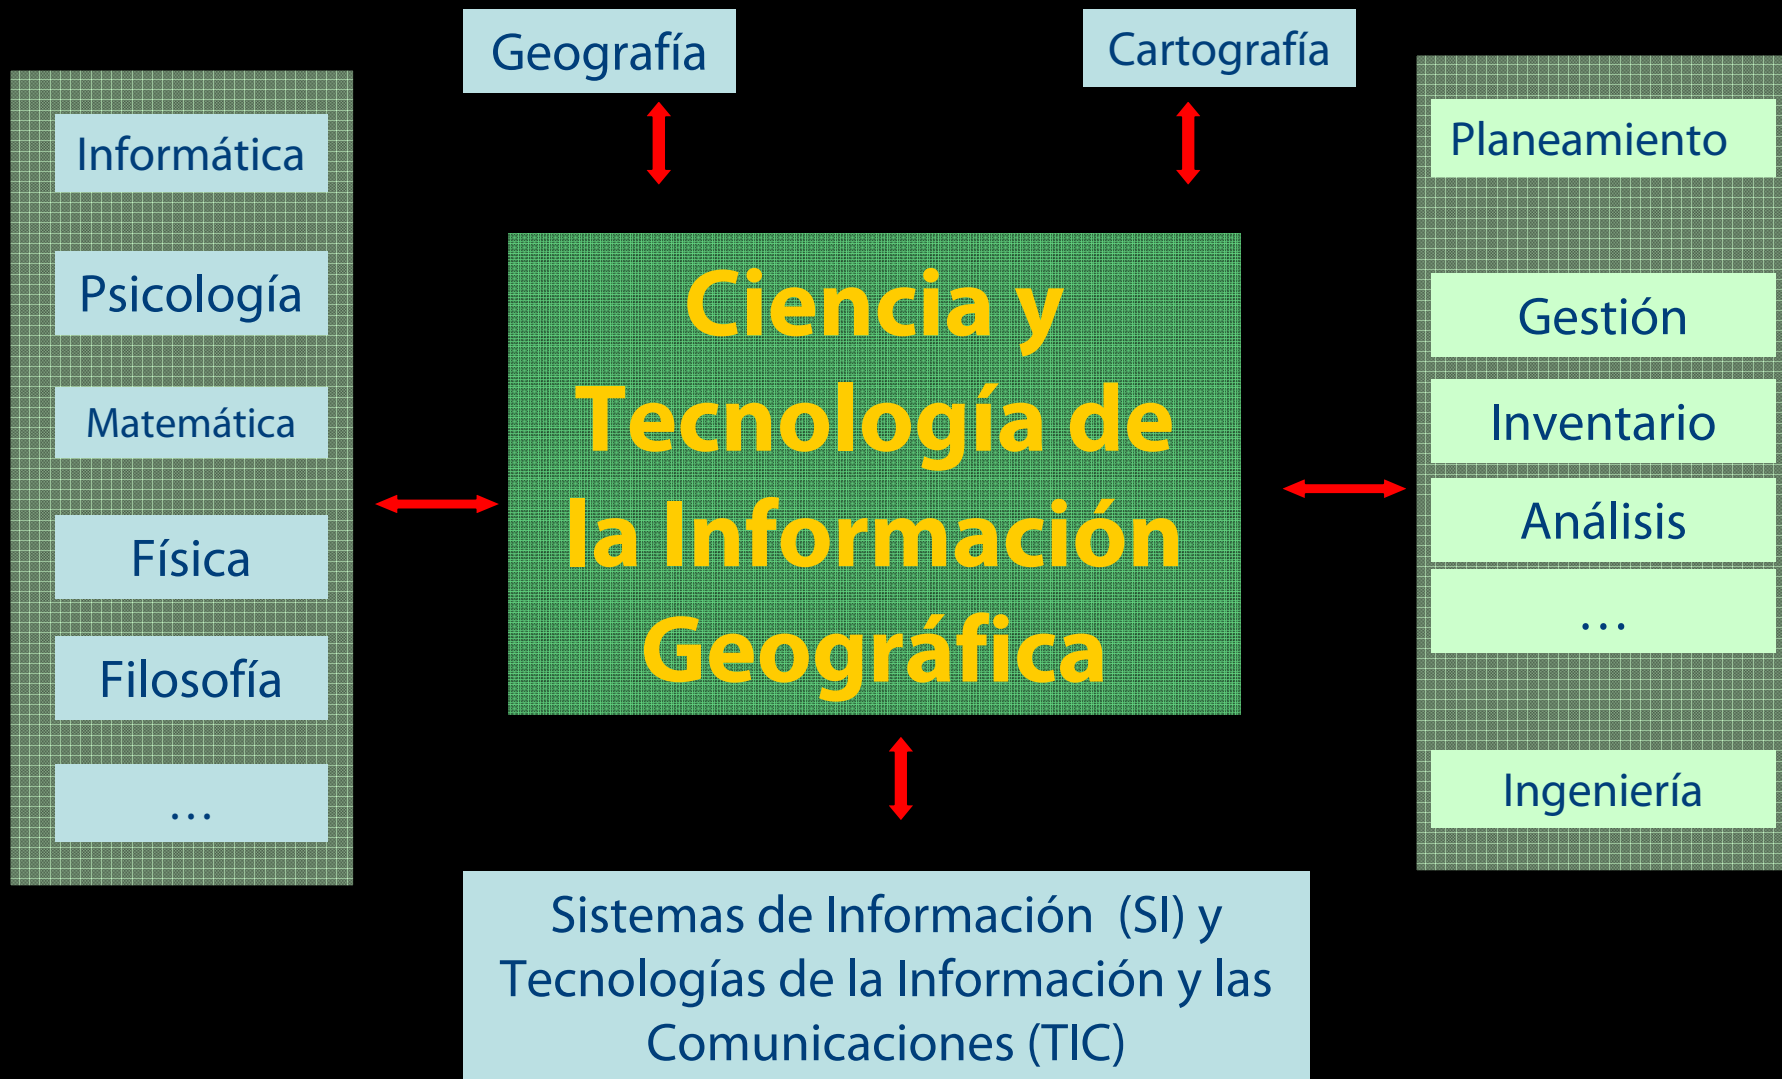 Geografía
Cartografía
Informática
Psicología
Matemática
Física
Filosofía
…
Ciencia y
Tecnología de
la Información
Geográfica
Planeamiento
Gestión
Inventario
Análisis
…
Ingeniería
Sistemas de Información (SI) y
Tecnologías de la Información y las
Comunicaciones (TIC)